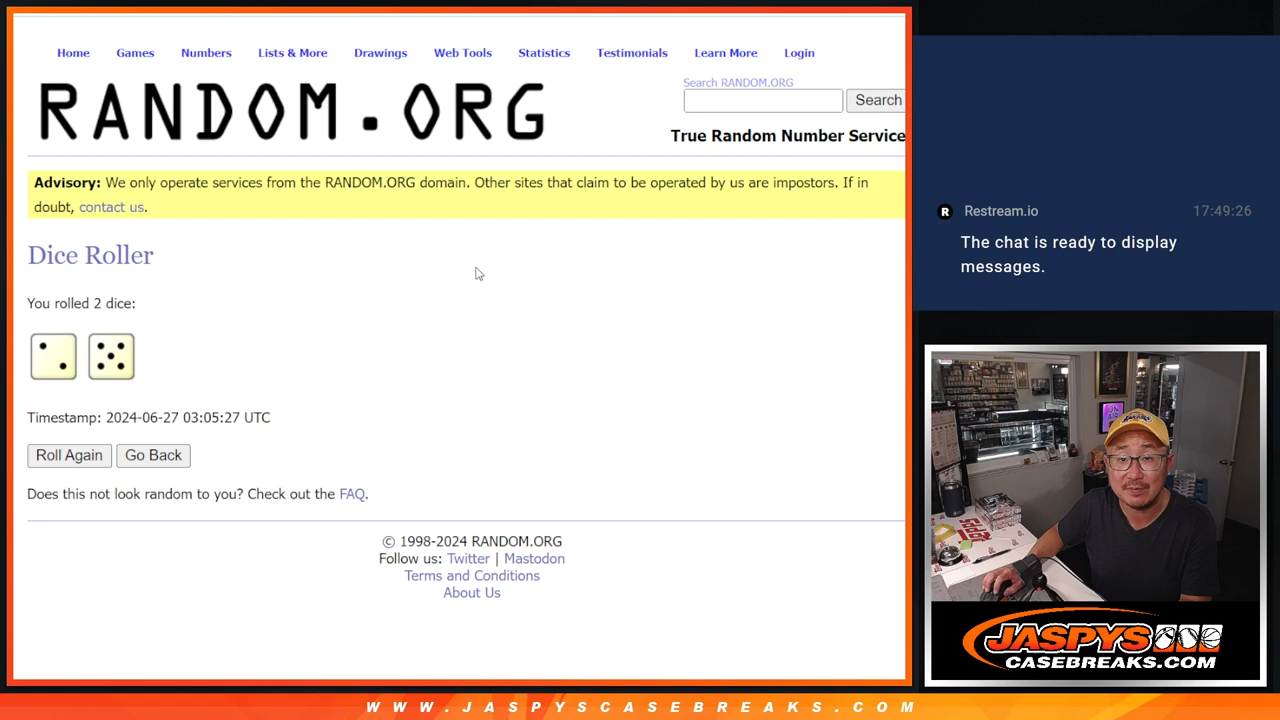 Home Games Numbers Lists & More Drawings Web Tools Statistics Testimonials Learn More Login
RANDOM.ORG
Search RANDOM.ORG
Search
True Random Number Service
Advisory: We only operate services from the RANDOM.ORG domain. Other sites that claim to be operated by us are impostors. If in
doubt, contact us.
Dice Roller
You rolled 2 dice:
Timestamp: 2024-06-27 03:05:27 UTC
Roll Again Go Back
Does this not look random to you? Check out the FAQ.
© 1998-2024 RANDOM.ORG
Follow us: Twitter | Mastodon
Terms and Conditions
About Us
R Restream.io 17:49:26
The chat is ready to display
messages.
topps
JASPYS
CASEBREAKS.COM
WWW.JASPYSCASEBREAKS.COM